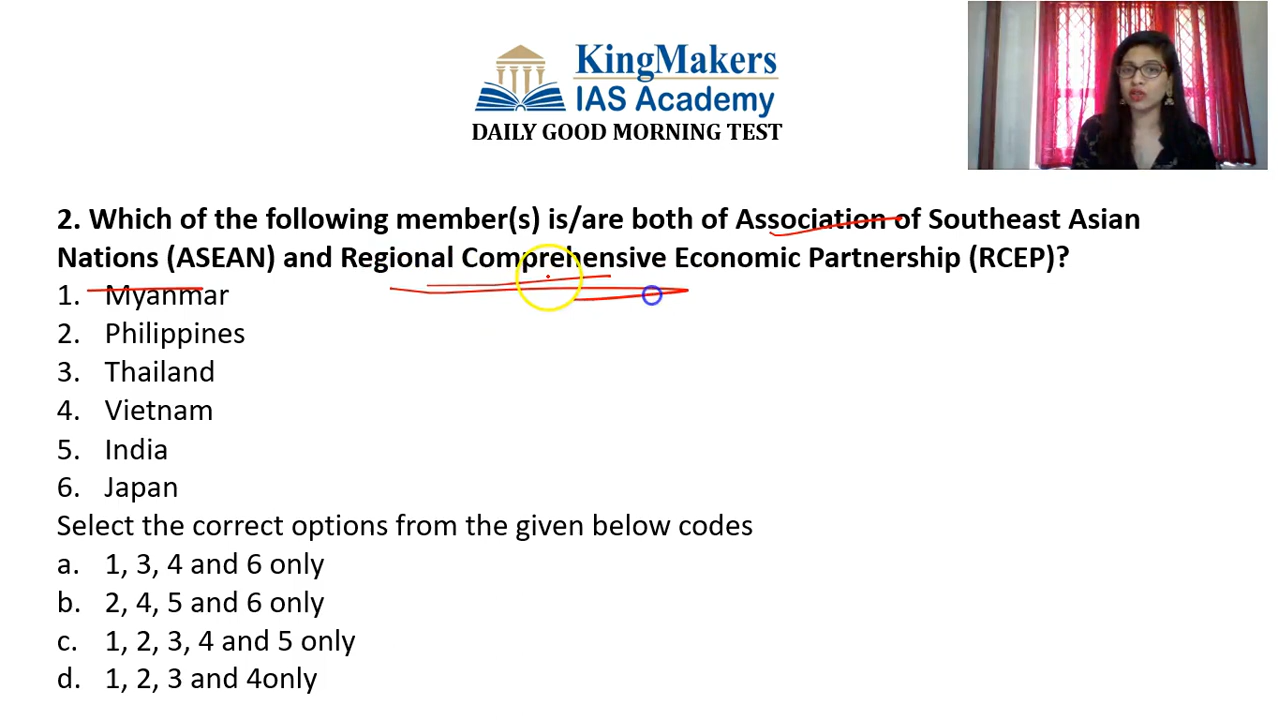 KingMakers
IAS Academy
DAILY GOOD MORNING TEST
2. Which of the following member(s) is/are both of Association of Southeast Asian
Nations (ASEAN) and Regional Comprehensive Economic Partnership (RCEP)?
1. Myanmar
2. Philippines
3. Thailand
4. Vietnam
5. India
6. Japan
Select the correct options from the given below codes
a. 1, 3, 4 and 6 only
b. 2, 4, 5 and 6 only
c. 1, 2, 3, 4 and 5 only
d. 1, 2, 3 and 4only